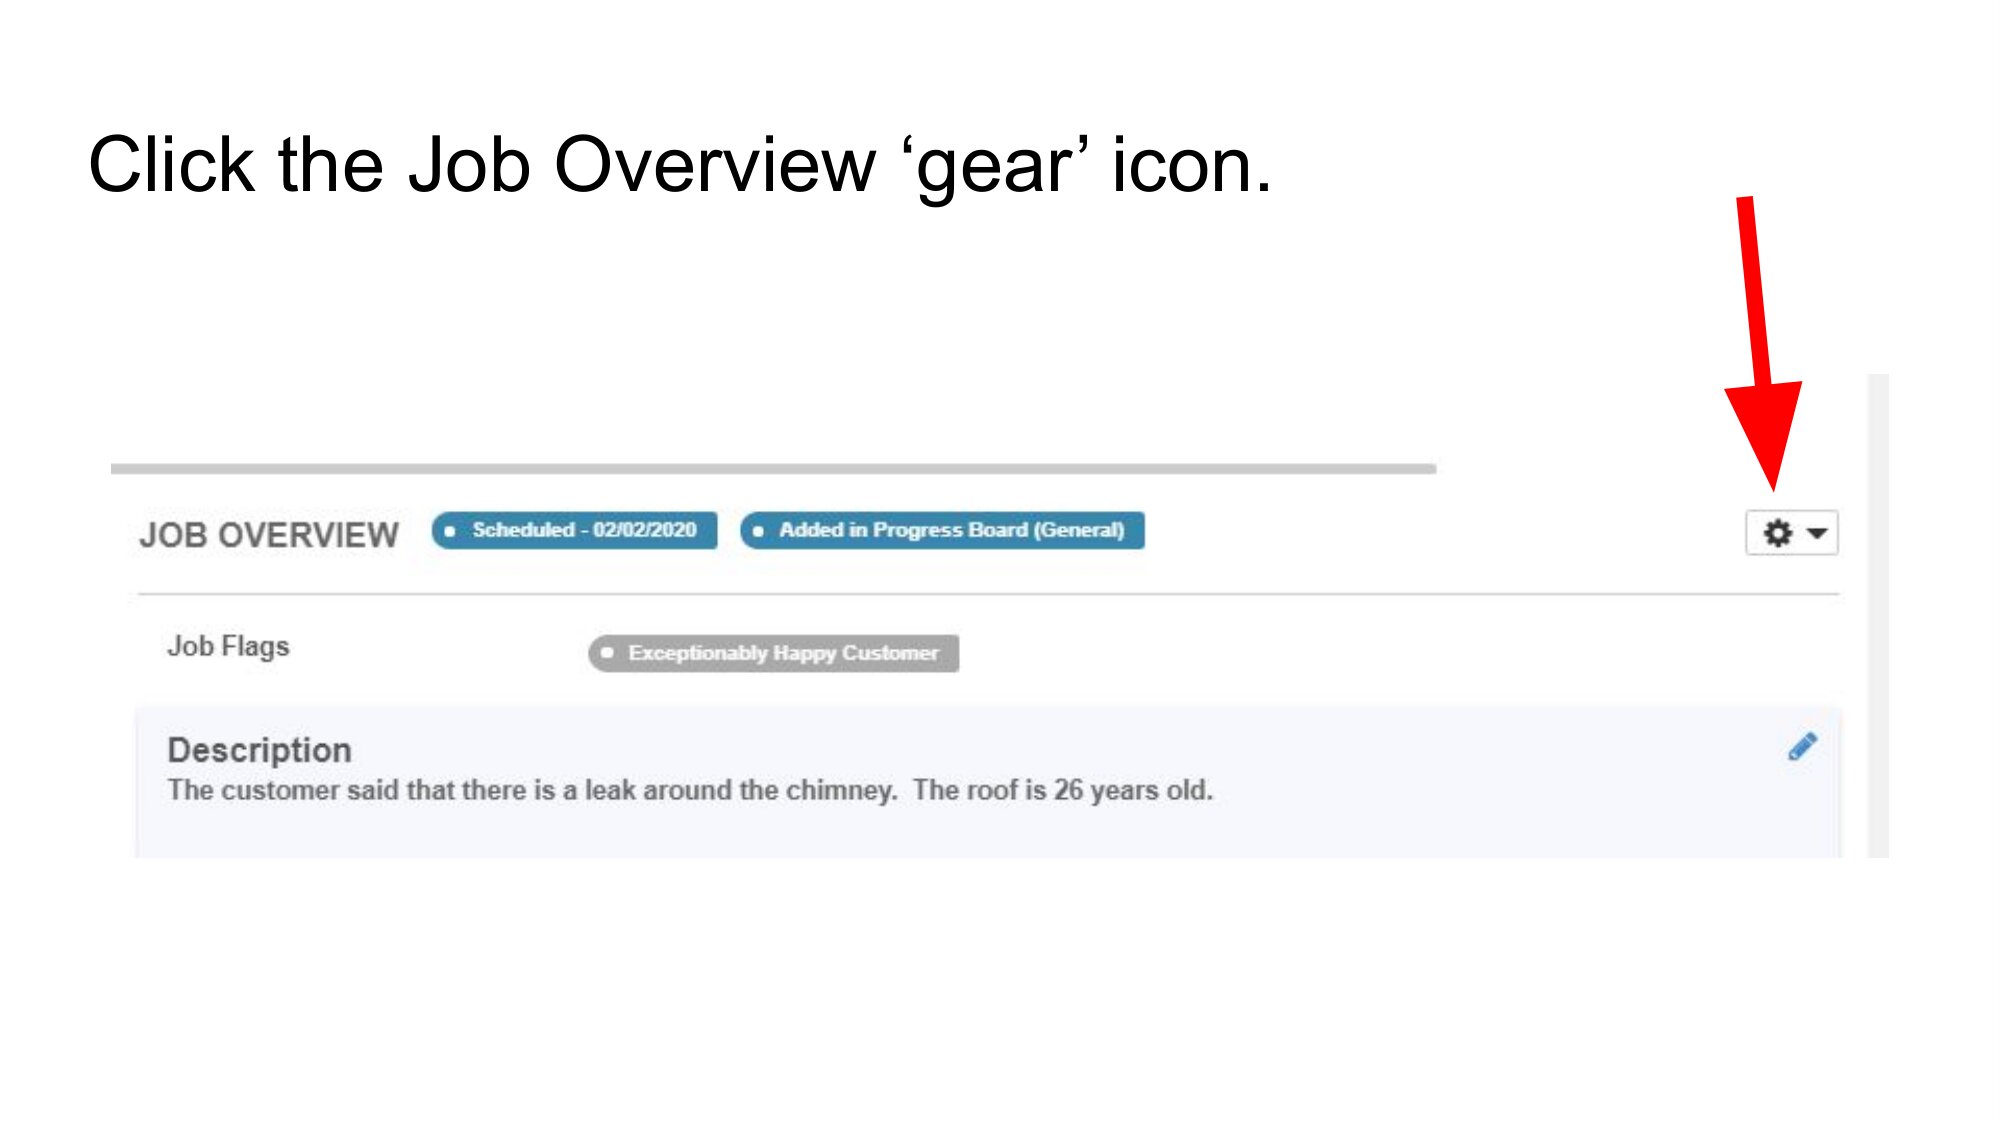 Click the Job Overview ‘gear’ icon.
JOB OVERVIEW Scheduled - 02/02/2020 Added in Progress Board (General)
Job Flags Exceptionably Happy Customer
Description
The customer said that there is a leak around the chimney. The roof is 26 years old.